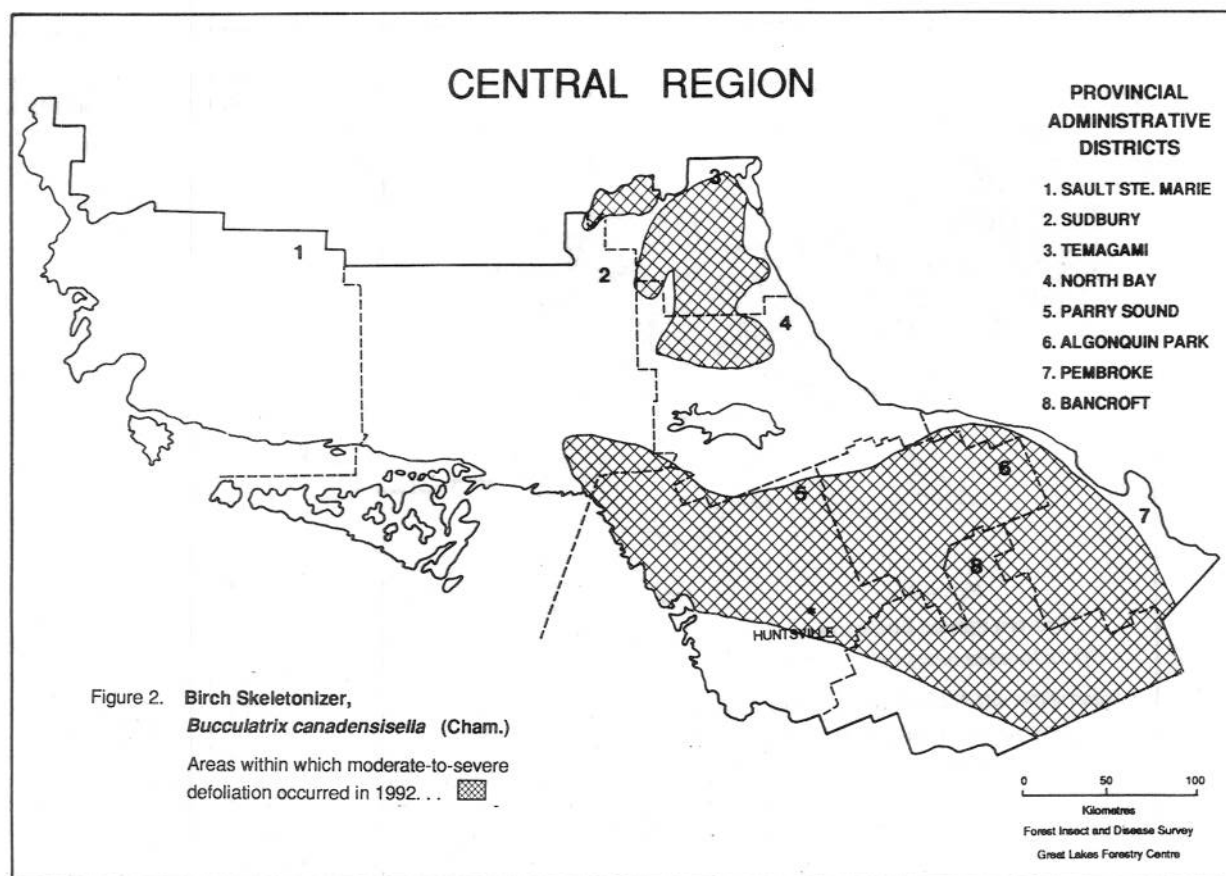 CENTRAL REGION
PROVINCIAL
ADMINISTRATIVE
DISTRICTS
1. SAULT STE. MARIE
2. SUDBURY
3. TEMAGAMI
4. NORTH BAY
5. PARRY SOUND
6. ALGONQUIN PARK
7. PEMBROKE
8. BANCROFT
3
1
2
4
5
6
7
8
HUNTSVILLE
Figure 2. Birch Skeletonizer,
Bucculatrix canadensisella (Cham.)
Areas within which moderate-to-severe
defoliation occurred in 1992...
0 50 100
Kilometres
Forest Insect and Disease Survey
Great Lakes Forestry Centre